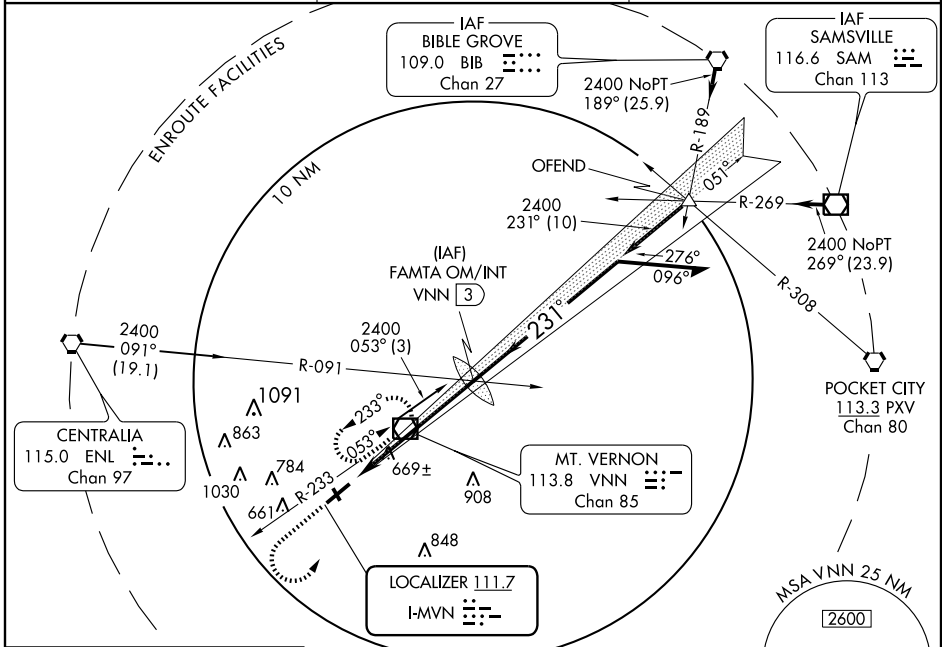 IAF
BIBLE GROVE
109.0 BIB
Chan 27
IAF
SAMSVILLE
116.6 SAM
Chan 113
ENROUTE FACILITIES
2400 NoPT
189° (25.9)
R-189
10 NM
OFEND
051°
R-269
2400
231° (10)
2400 NoPT
269° (23.9)
(IAF)
FAMTA OM/INT
VNN 3
276°
096°
R-308
231°
2400
091°
(19.1)
2400
053° (3)
R-091
POCKET CITY
113.3 PXV
Chan 80
1091
233°
863
053°
CENTRALIA
115.0 ENL
Chan 97
669±
MT. VERNON
113.8 VNN
Chan 85
784
1030
R-233
908
661
848
LOCALIZER 111.7
I-MVN
MSA VNN 25 NM
2600